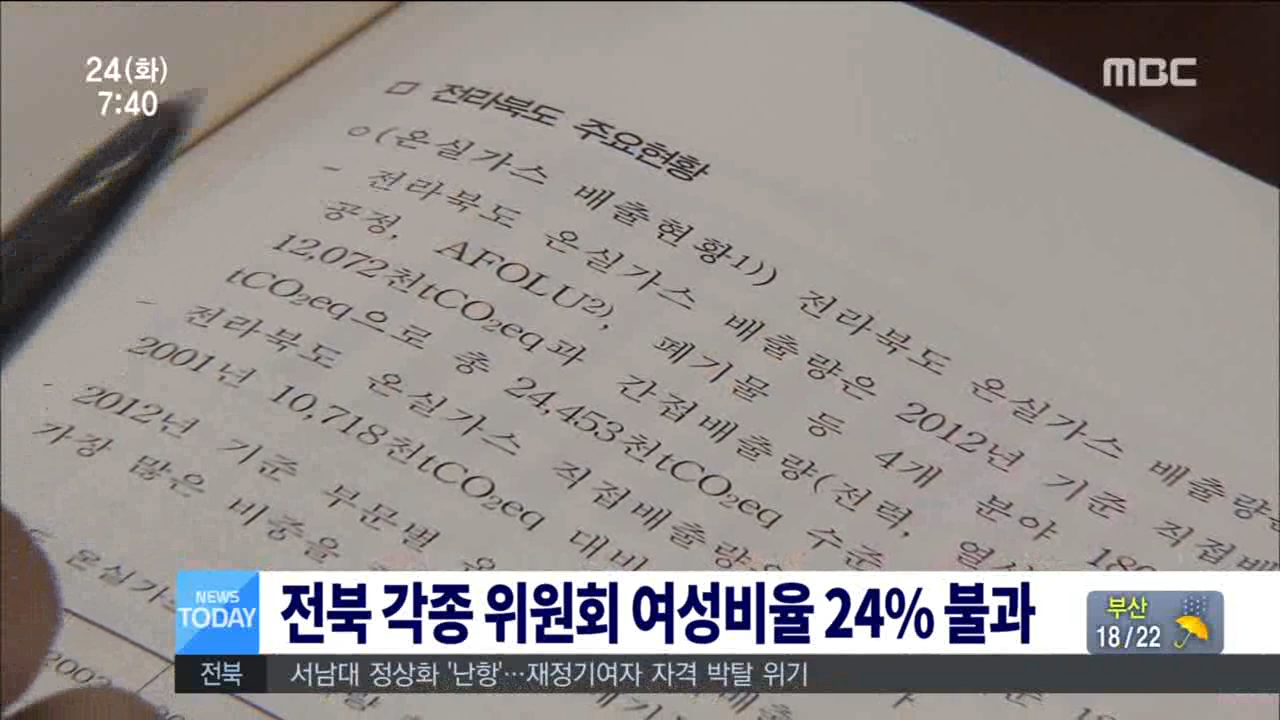 24(화)
7:40
MBC
□ 전라북도 주요현황
○(온실가스 배출현황1)) 전라북도 온실가스 배출량은
- 전라북도 온실가스 배출량은 2012년 기준 직접배
공정, AFOLU2), 폐기물 등 4개 분야
12,072천tCO2eq과 간접배출량(전력, 열
tCO2eq으로 총 24,453천tCO2eq 수준
- 전라북도 온실가스 직접배출량
2001년 10,718천tCO2eq 대비
- 2012년 기준 부문별
가장 많은 비중을
온실가스
NEWS
TODAY
전북 각종 위원회 여성비율 24% 불과
부산
18/22
전북
서남대 정상화 '난항'…재정기여자 자격 박탈 위기